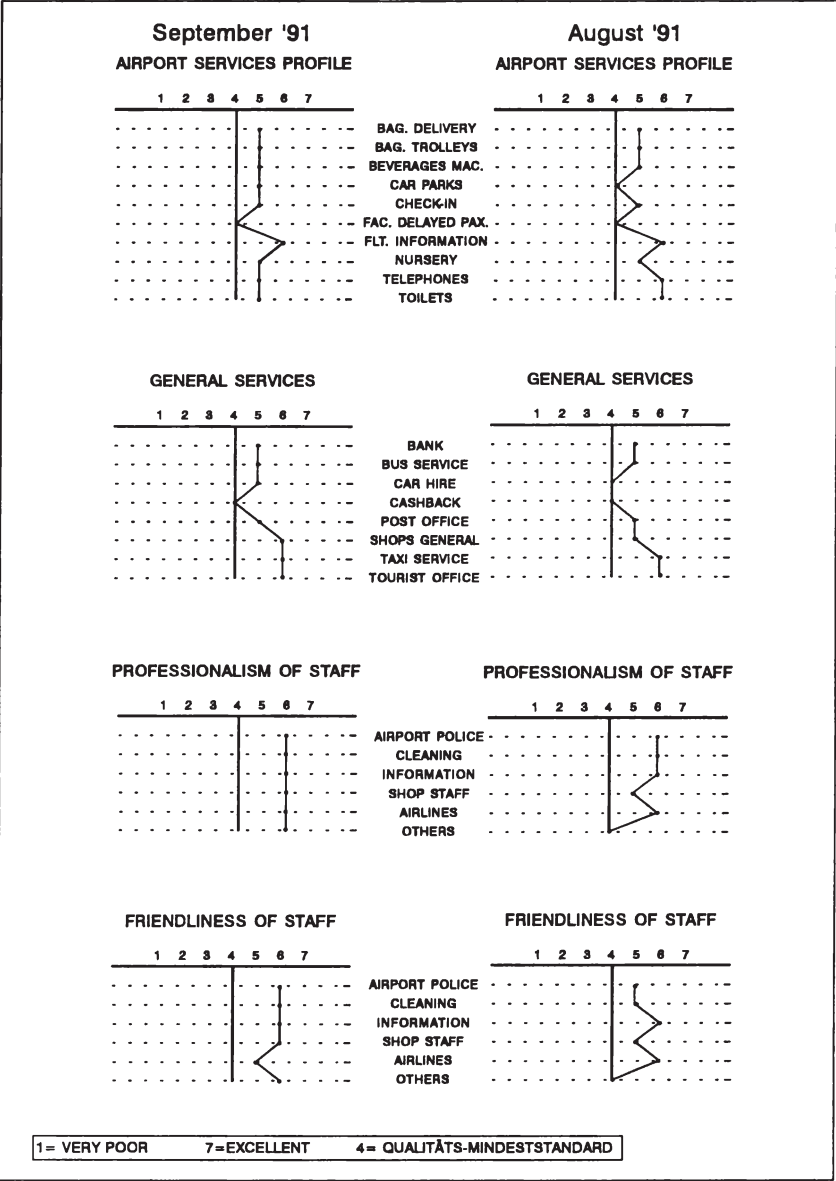 September '91 August '91
AIRPORT SERVICES PROFILE AIRPORT SERVICES PROFILE
1 2 3 4 5 6 7 1 2 3 4 5 6 7
BAG. DELIVERY
BAG. TROLLEYS
BEVERAGES MAC.
CAR PARKS
CHECK-IN
FAC. DELAYED PAX.
FLT. INFORMATION
NURSERY
TELEPHONES
TOILETS
GENERAL SERVICES GENERAL SERVICES
1 2 3 4 5 6 7 1 2 3 4 5 6 7
BANK
BUS SERVICE
CAR HIRE
CASHBACK
POST OFFICE
SHOPS GENERAL
TAXI SERVICE
TOURIST OFFICE
PROFESSIONALISM OF STAFF PROFESSIONALISM OF STAFF
1 2 3 4 5 6 7 1 2 3 4 5 6 7
AIRPORT POLICE
CLEANING
INFORMATION
SHOP STAFF
AIRLINES
OTHERS
FRIENDLINESS OF STAFF FRIENDLINESS OF STAFF
1 2 3 4 5 6 7 1 2 3 4 5 6 7
AIRPORT POLICE
CLEANING
INFORMATION
SHOP STAFF
AIRLINES
OTHERS
1= VERY POOR 7=EXCELLENT 4= QUALITÄTS-MINDESTSTANDARD